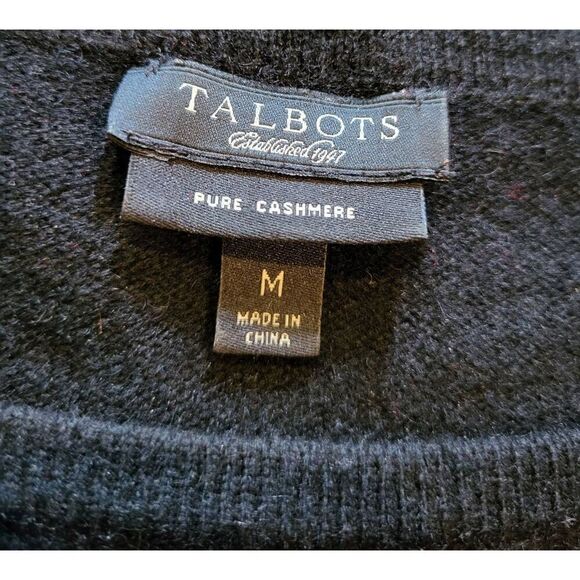 TALBOTS
Established 1947
PURE CASHMERE
M
MADE IN
CHINA